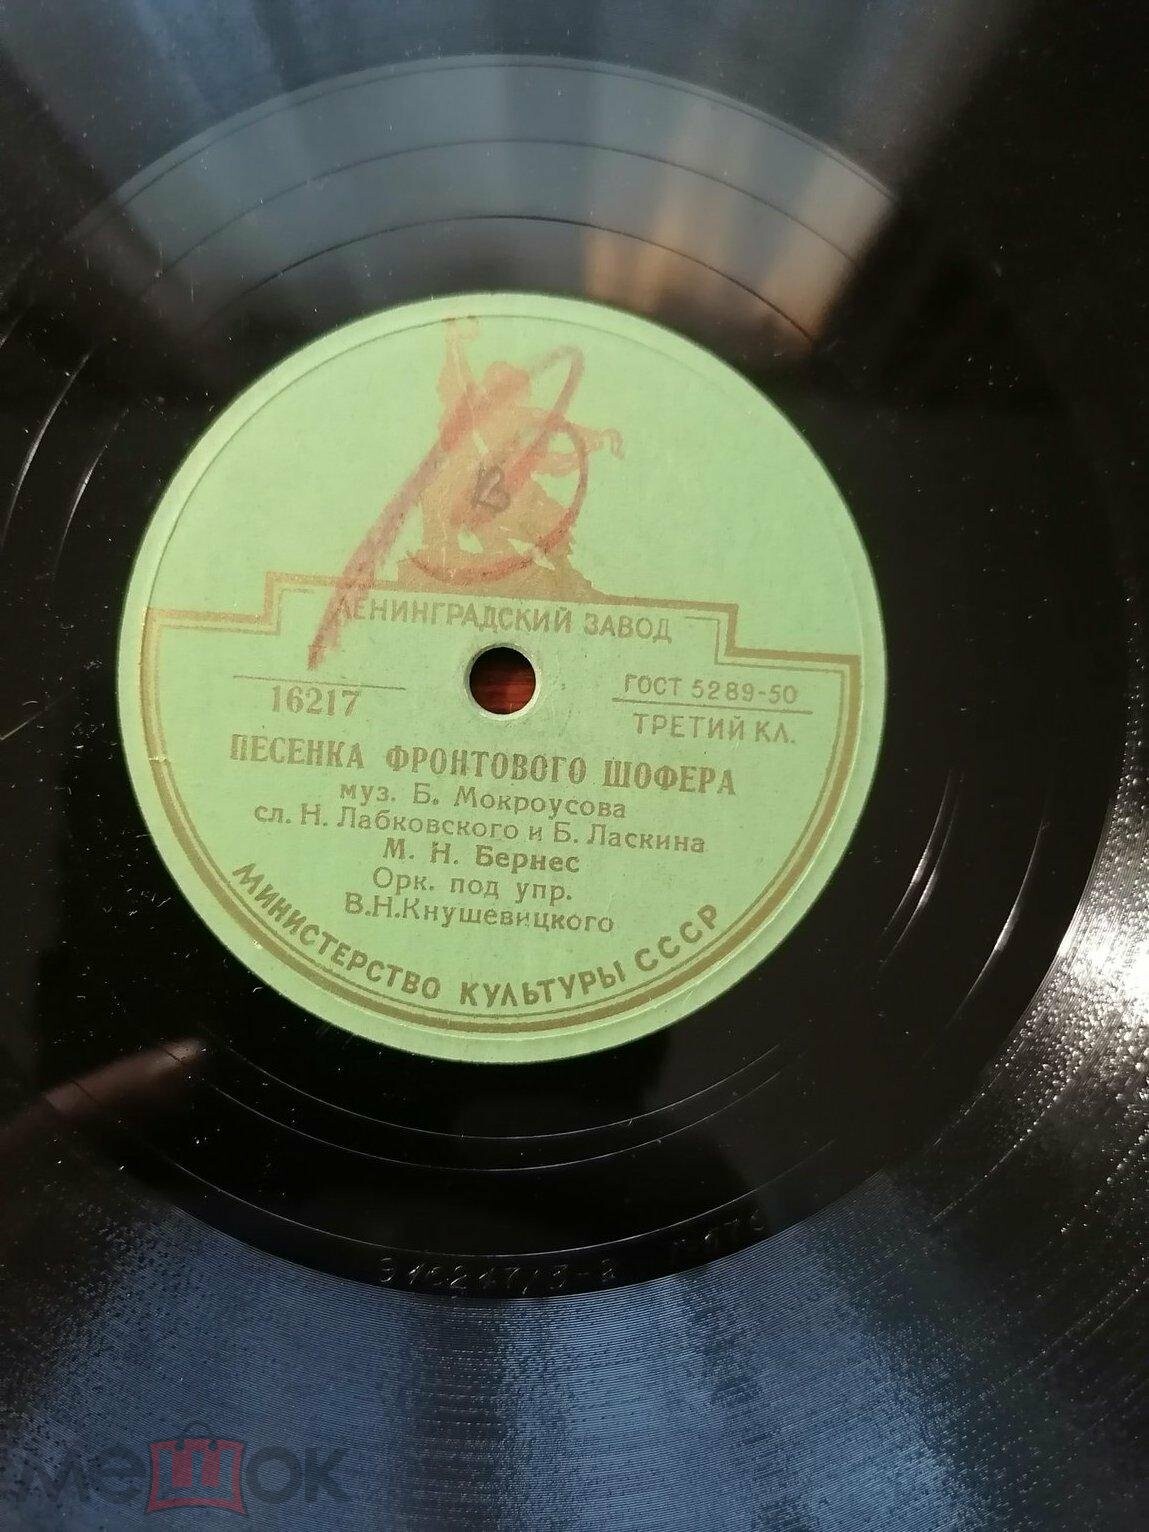 В
ЛЕНИНГРАДСКИЙ ЗАВОД
16217
ГОСТ 5289-50
ТРЕТИЙ КЛ.
ПЕСЕНКА ФРОНТОВОГО ШОФЕРА
муз. Б. Мокроусова
сл. Н. Лабковского и Б. Ласкина
М. Н. Бернес
Орк. под упр.
В.Н.Кнушевицкого
МИНИСТЕРСТВО КУЛЬТУРЫ СССР
мешок